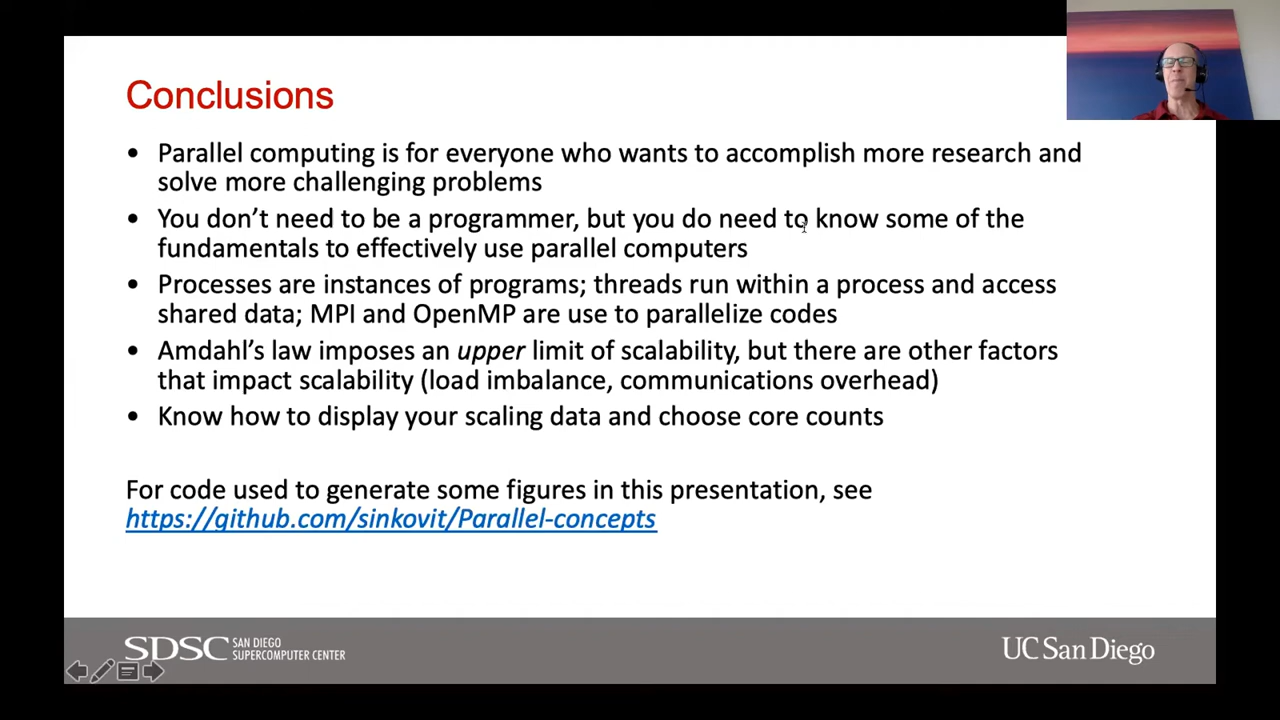 Conclusions
• Parallel computing is for everyone who wants to accomplish more research and
solve more challenging problems
• You don’t need to be a programmer, but you do need to know some of the
fundamentals to effectively use parallel computers
• Processes are instances of programs; threads run within a process and access
shared data; MPI and OpenMP are use to parallelize codes
• Amdahl’s law imposes an upper limit of scalability, but there are other factors
that impact scalability (load imbalance, communications overhead)
• Know how to display your scaling data and choose core counts
For code used to generate some figures in this presentation, see
https://github.com/sinkovit/Parallel-concepts
SDSC SAN DIEGO
SUPERCOMPUTER CENTER
UC San Diego